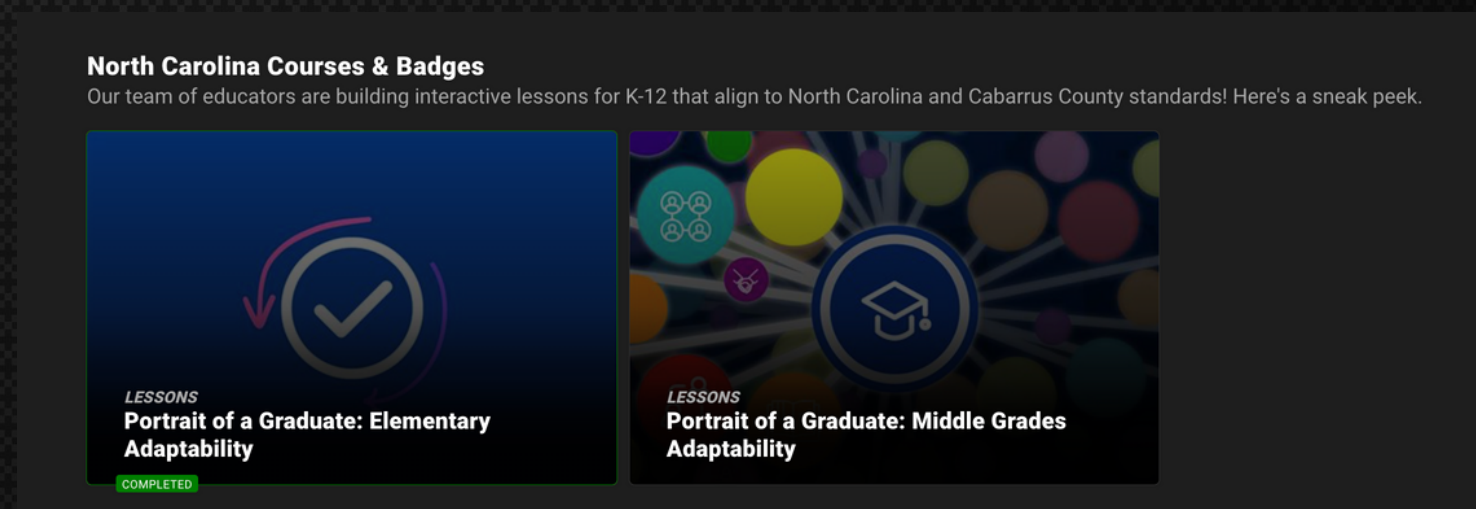 North Carolina Courses & Badges
Our team of educators are building interactive lessons for K-12 that align to North Carolina and Cabarrus County standards! Here's a sneak peek.
LESSONS
Portrait of a Graduate: Elementary
Adaptability
COMPLETED
LESSONS
Portrait of a Graduate: Middle Grades
Adaptability